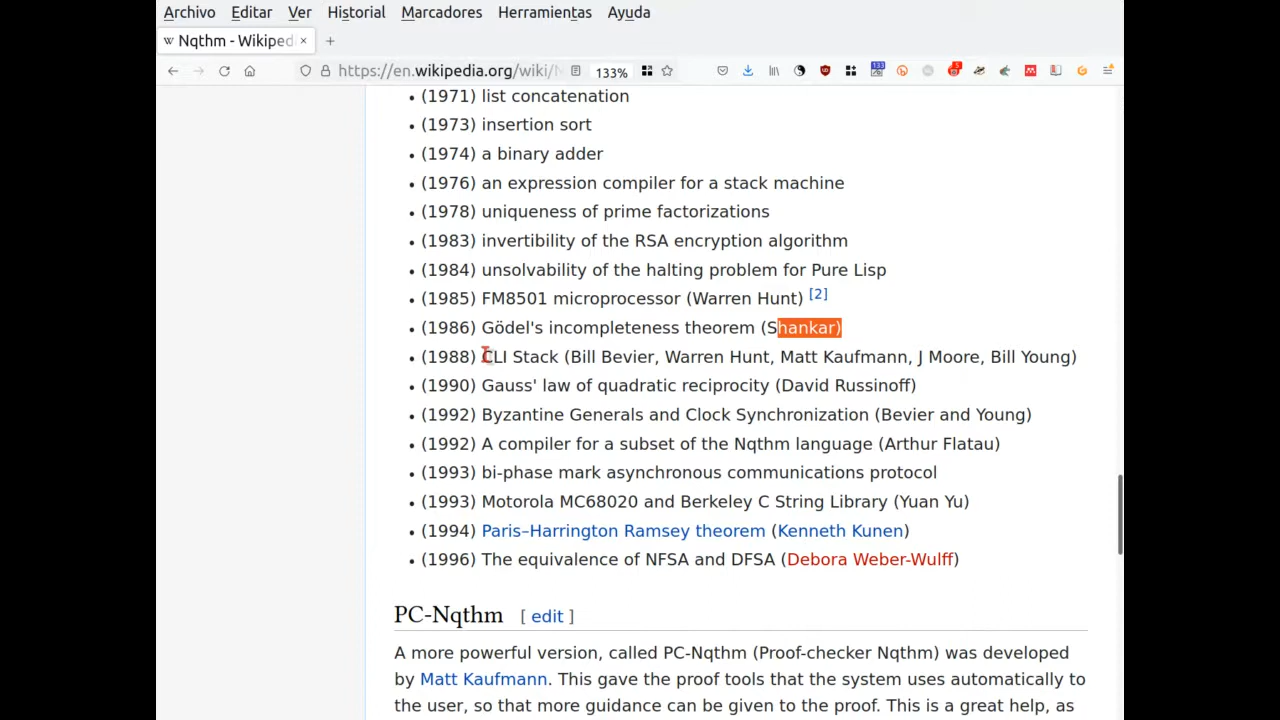 Archivo Editar Ver Historial Marcadores Herramientas Ayuda
W Nqthm - Wikiped × +
https://en.wikipedia.org/wiki/N 133% 133
• (1971) list concatenation
• (1973) insertion sort
• (1974) a binary adder
• (1976) an expression compiler for a stack machine
• (1978) uniqueness of prime factorizations
• (1983) invertibility of the RSA encryption algorithm
• (1984) unsolvability of the halting problem for Pure Lisp
• (1985) FM8501 microprocessor (Warren Hunt) [2]
• (1986) Gödel's incompleteness theorem (Shankar)
• (1988) CLI Stack (Bill Bevier, Warren Hunt, Matt Kaufmann, J Moore, Bill Young)
• (1990) Gauss' law of quadratic reciprocity (David Russinoff)
• (1992) Byzantine Generals and Clock Synchronization (Bevier and Young)
• (1992) A compiler for a subset of the Nqthm language (Arthur Flatau)
• (1993) bi-phase mark asynchronous communications protocol
• (1993) Motorola MC68020 and Berkeley C String Library (Yuan Yu)
• (1994) Paris–Harrington Ramsey theorem (Kenneth Kunen)
• (1996) The equivalence of NFSA and DFSA (Debora Weber-Wulff)
PC-Nqthm [ edit ]
A more powerful version, called PC-Nqthm (Proof-checker Nqthm) was developed
by Matt Kaufmann. This gave the proof tools that the system uses automatically to
the user, so that more guidance can be given to the proof. This is a great help, as